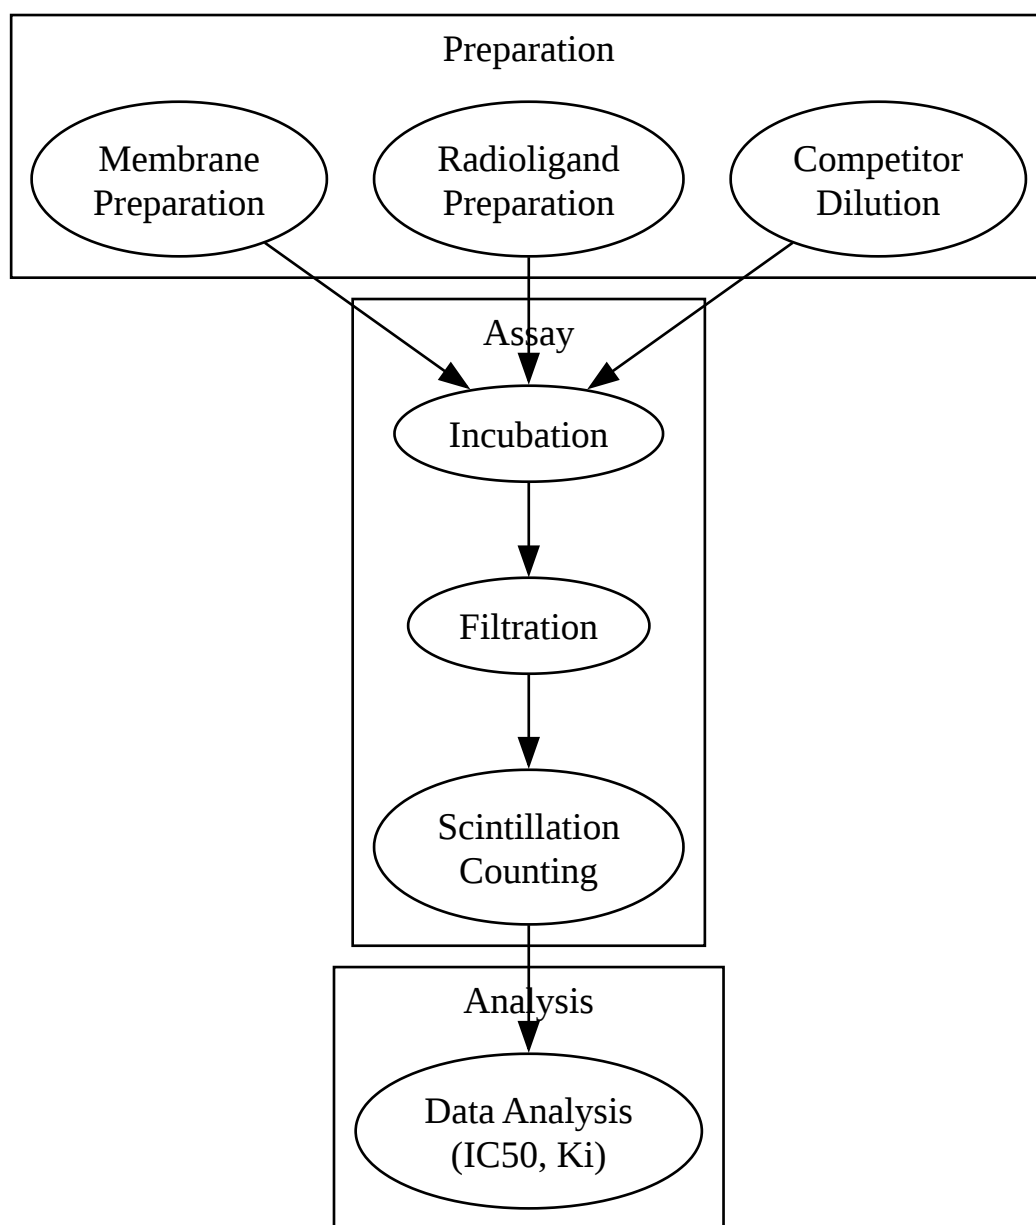 Preparation
Membrane
Preparation
Radioligand
Preparation
Competitor
Dilution
Assay
Incubation
Filtration
Scintillation
Counting
Analysis
Data Analysis
(IC50, Ki)